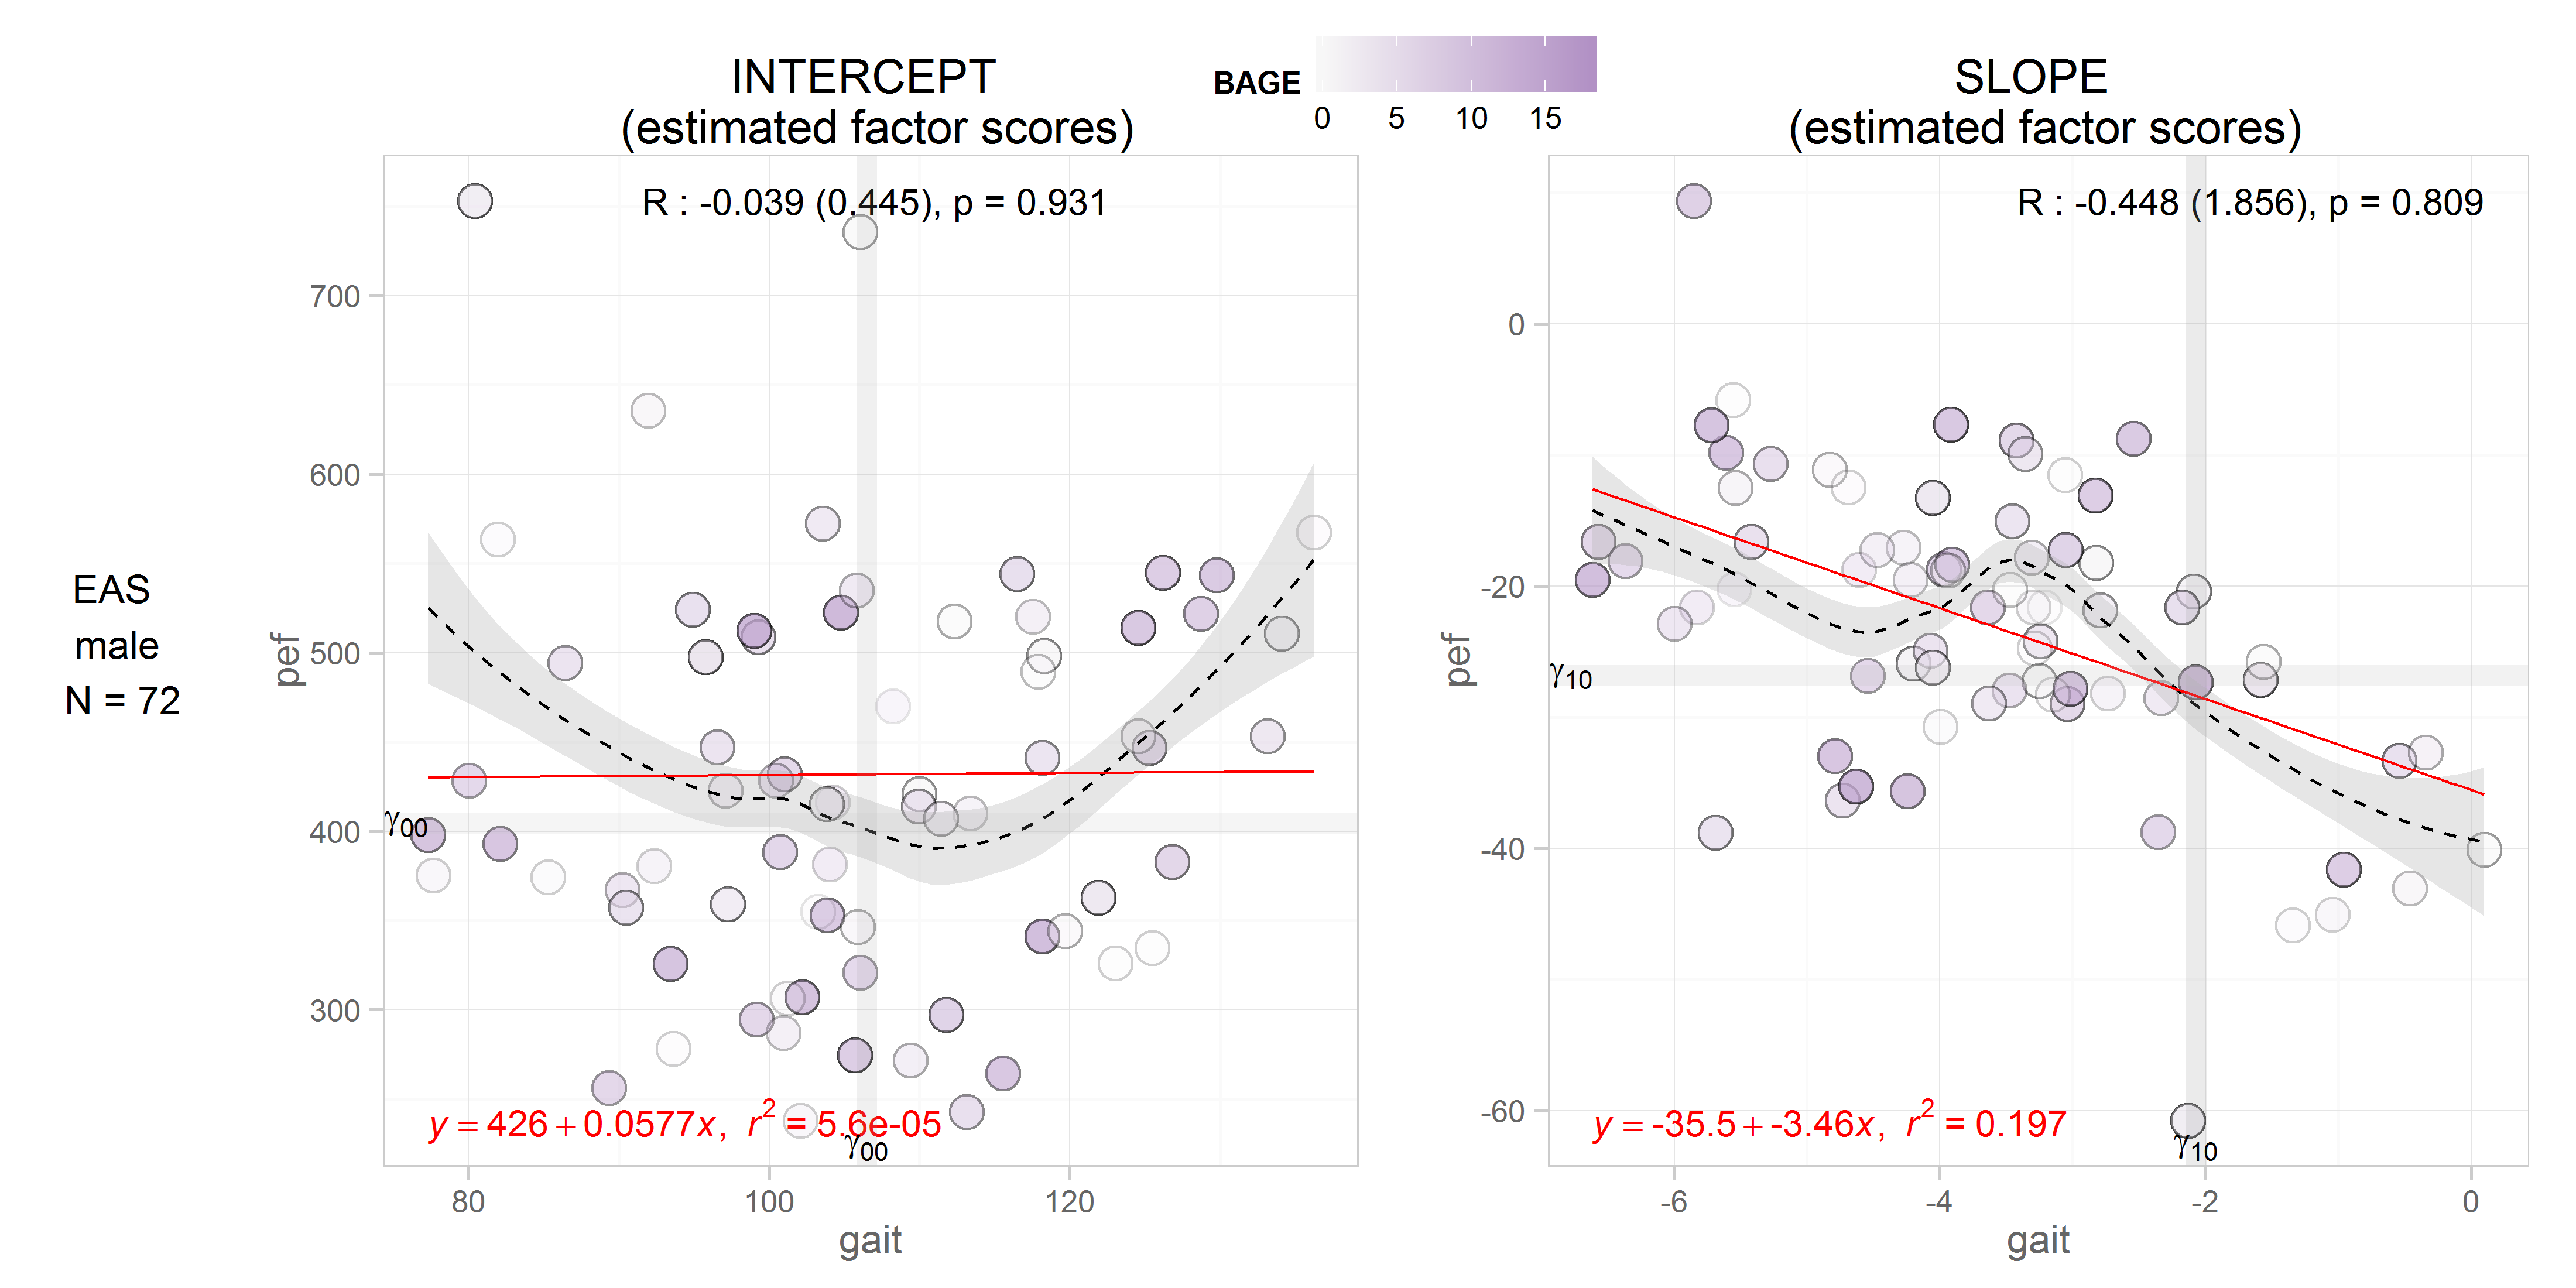 INTERCEPT
(estimated factor scores)
BAGE
0 5 10 15
SLOPE
(estimated factor scores)
EAS
male
N = 72
R : -0.039 (0.445), p = 0.931
pef
700
600
500
400
300
γ00
y = 426 + 0.0577x, r² = 5.6e-05
γ00
80 100 120
gait
R : -0.448 (1.856), p = 0.809
pef
0
-20
-40
-60
γ10
y = -35.5 + -3.46x, r² = 0.197
γ10
-6 -4 -2 0
gait